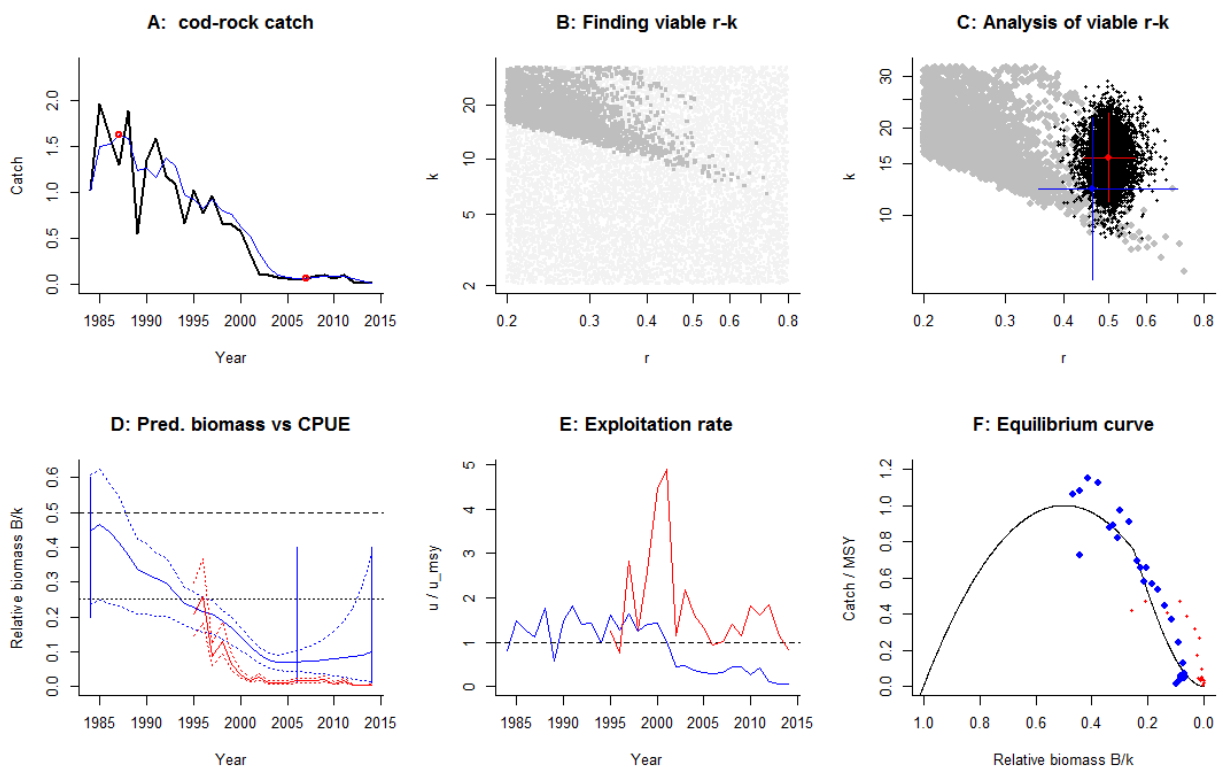 A:  cod-rock catch
Catch
0.0 0.5 1.0 1.5 2.0
1985 1990 1995 2000 2005 2010 2015
Year
B: Finding viable r-k
k
2 5 10 20
0.2 0.3 0.4 0.5 0.6 0.8
r
C: Analysis of viable r-k
k
10 15 20 30
0.2 0.3 0.4 0.5 0.6 0.8
r
D: Pred. biomass vs CPUE
Relative biomass B/k
0.0 0.1 0.2 0.3 0.4 0.5 0.6
1985 1990 1995 2000 2005 2010 2015
Year
E: Exploitation rate
u / u_msy
0 1 2 3 4 5
1985 1990 1995 2000 2005 2010 2015
Year
F: Equilibrium curve
Catch / MSY
0.0 0.2 0.4 0.6 0.8 1.0 1.2
1.0 0.8 0.6 0.4 0.2 0.0
Relative biomass B/k